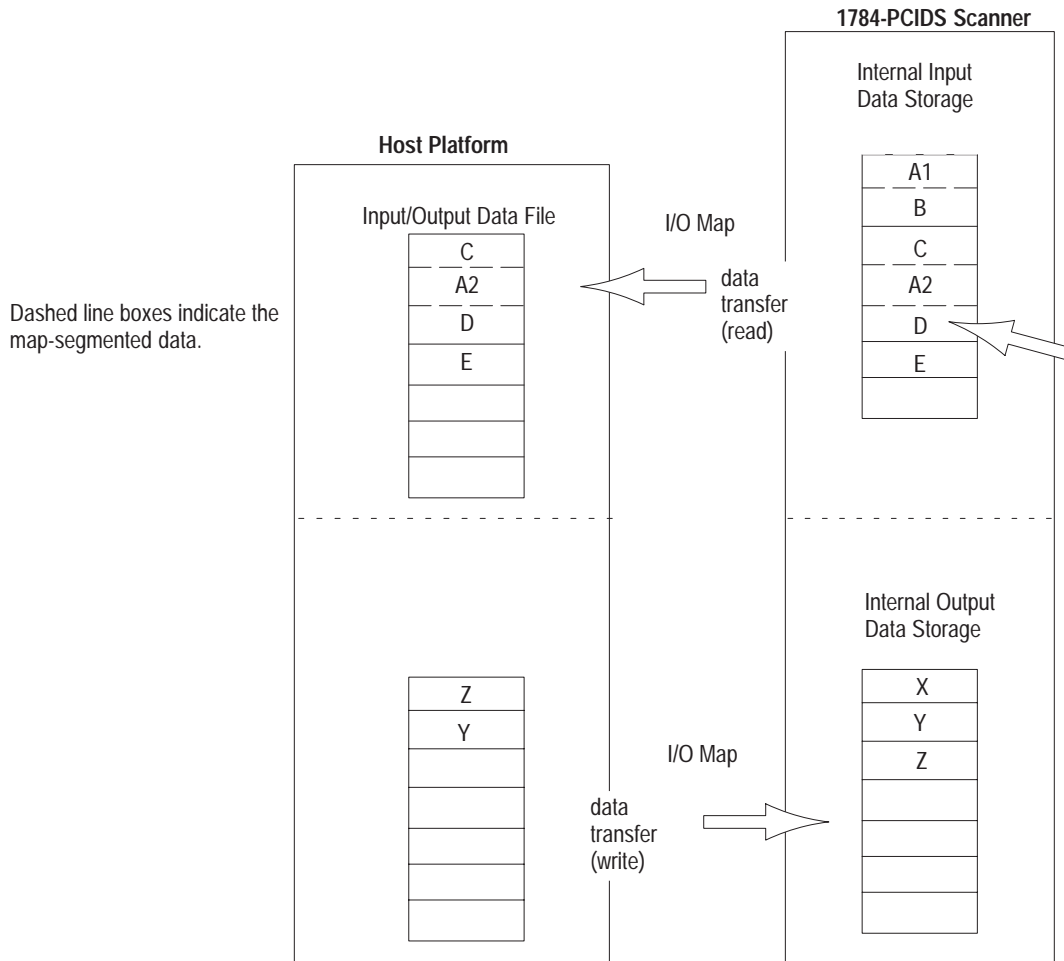 1784-PCIDS Scanner
Internal Input
Data Storage
Host Platform
A1
B
C
A2
D
E
Input/Output Data File
C
A2
D
E
I/O Map
data
transfer
(read)
Dashed line boxes indicate the
map-segmented data.
Internal Output
Data Storage
Z
Y
X
Y
Z
I/O Map
data
transfer
(write)